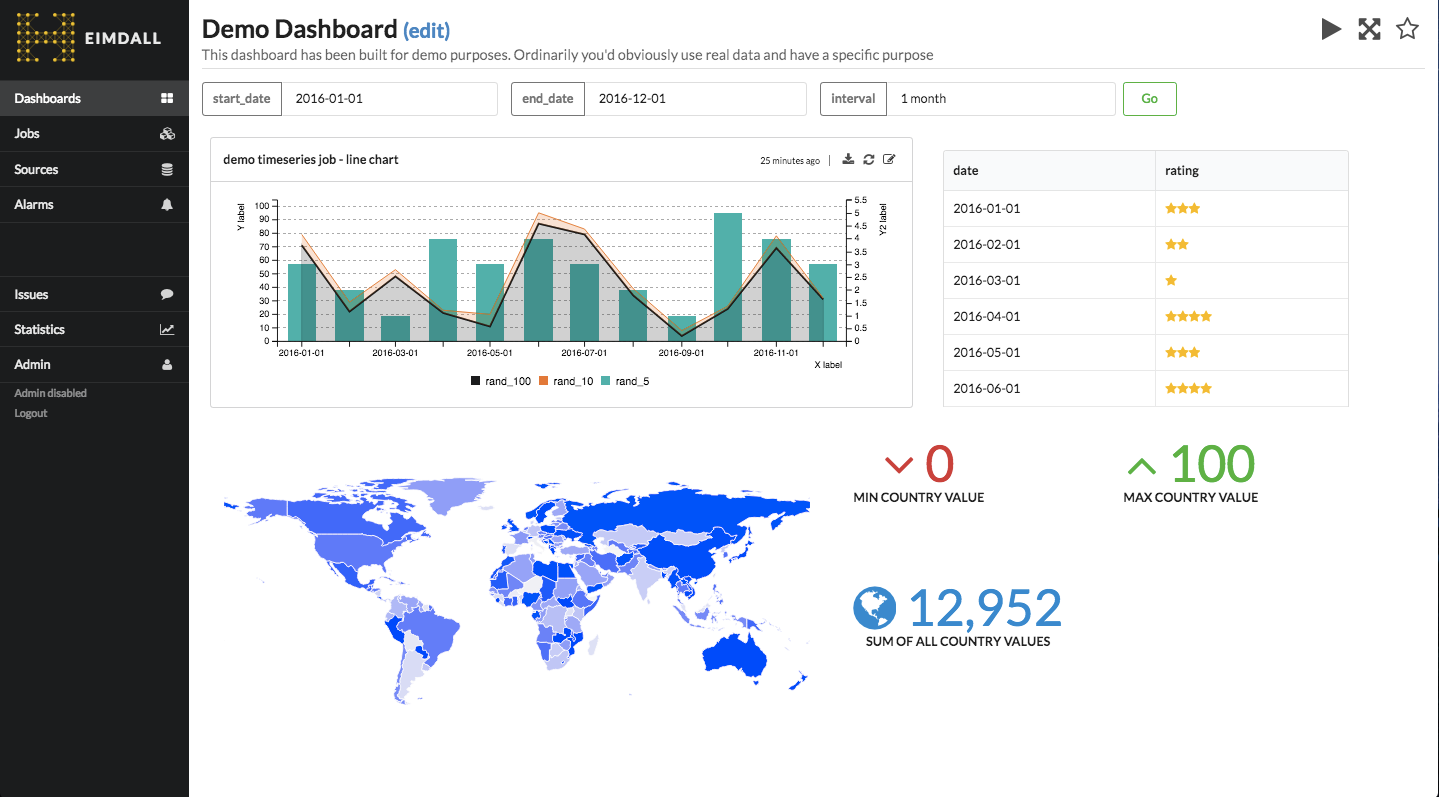 EIMDALL
Dashboards
Jobs
Sources
Alarms
Issues
Statistics
Admin
Admin disabled
Logout
Demo Dashboard (edit)
This dashboard has been built for demo purposes. Ordinarily you'd obviously use real data and have a specific purpose
start_date 2016-01-01 end_date 2016-12-01 interval 1 month Go
demo timeseries job - line chart 25 minutes ago |
Y label
100
90
80
70
60
50
40
30
20
10
0
5.5
5
4.5
4
3.5
3
2.5
2
1.5
1
0.5
0
Y2 label
2016-01-01 2016-03-01 2016-05-01 2016-07-01 2016-09-01 2016-11-01
X label
rand_100 rand_10 rand_5
date rating
2016-01-01
2016-02-01
2016-03-01
2016-04-01
2016-05-01
2016-06-01
0
MIN COUNTRY VALUE
100
MAX COUNTRY VALUE
12,952
SUM OF ALL COUNTRY VALUES